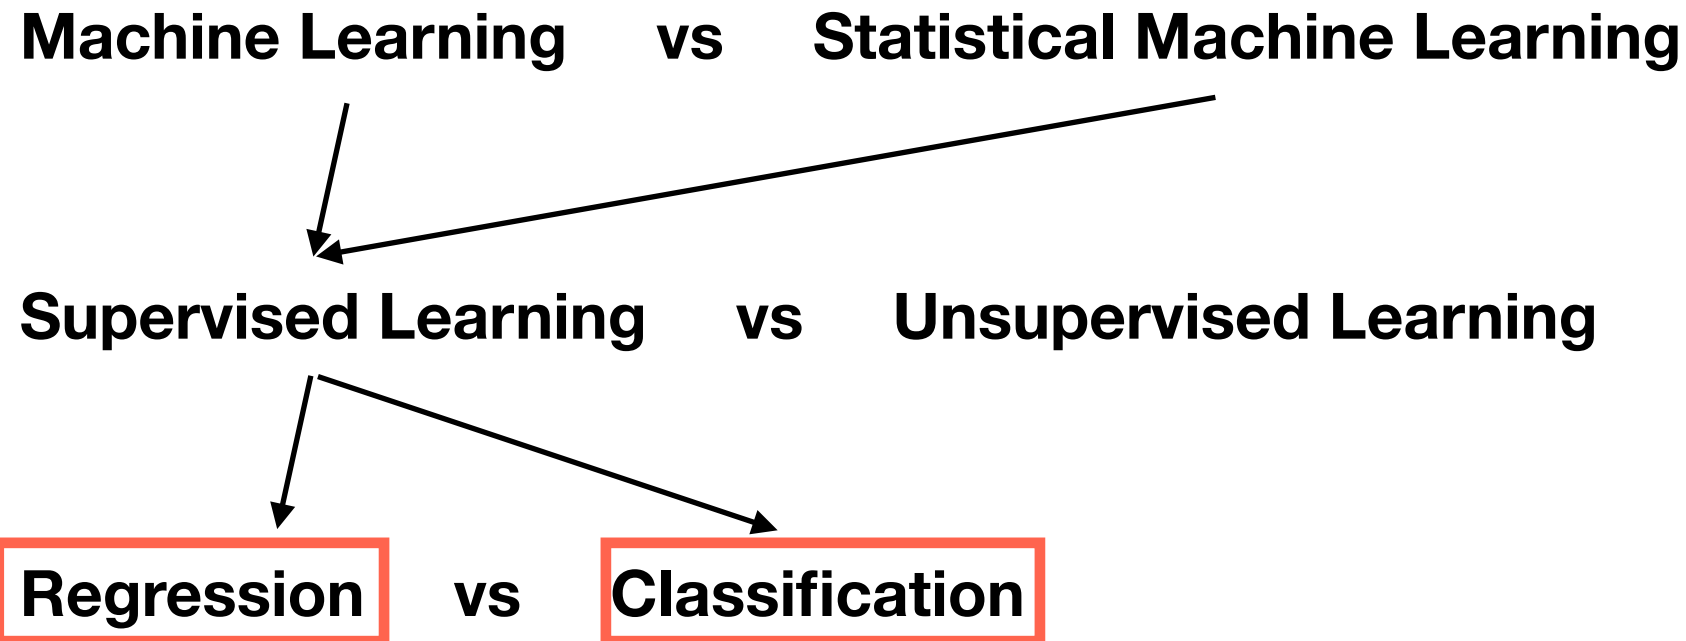 Machine Learning vs Statistical Machine Learning
Supervised Learning vs Unsupervised Learning
Regression vs Classification